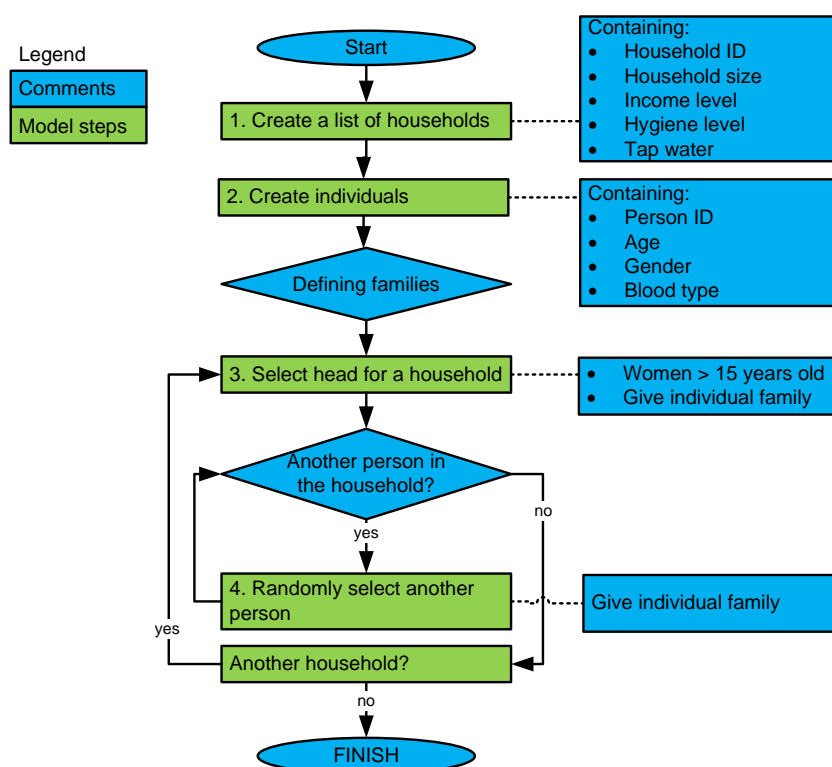 Legend
Comments
Model steps
Start
1. Create a list of households
Containing:
• Household ID
• Household size
• Income level
• Hygiene level
• Tap water
2. Create individuals
Containing:
• Person ID
• Age
• Gender
• Blood type
Defining families
3. Select head for a household
• Women > 15 years old
• Give individual family
Another person in
the household?
no
yes
4. Randomly select another
person
Give individual family
yes
Another household?
no
FINISH